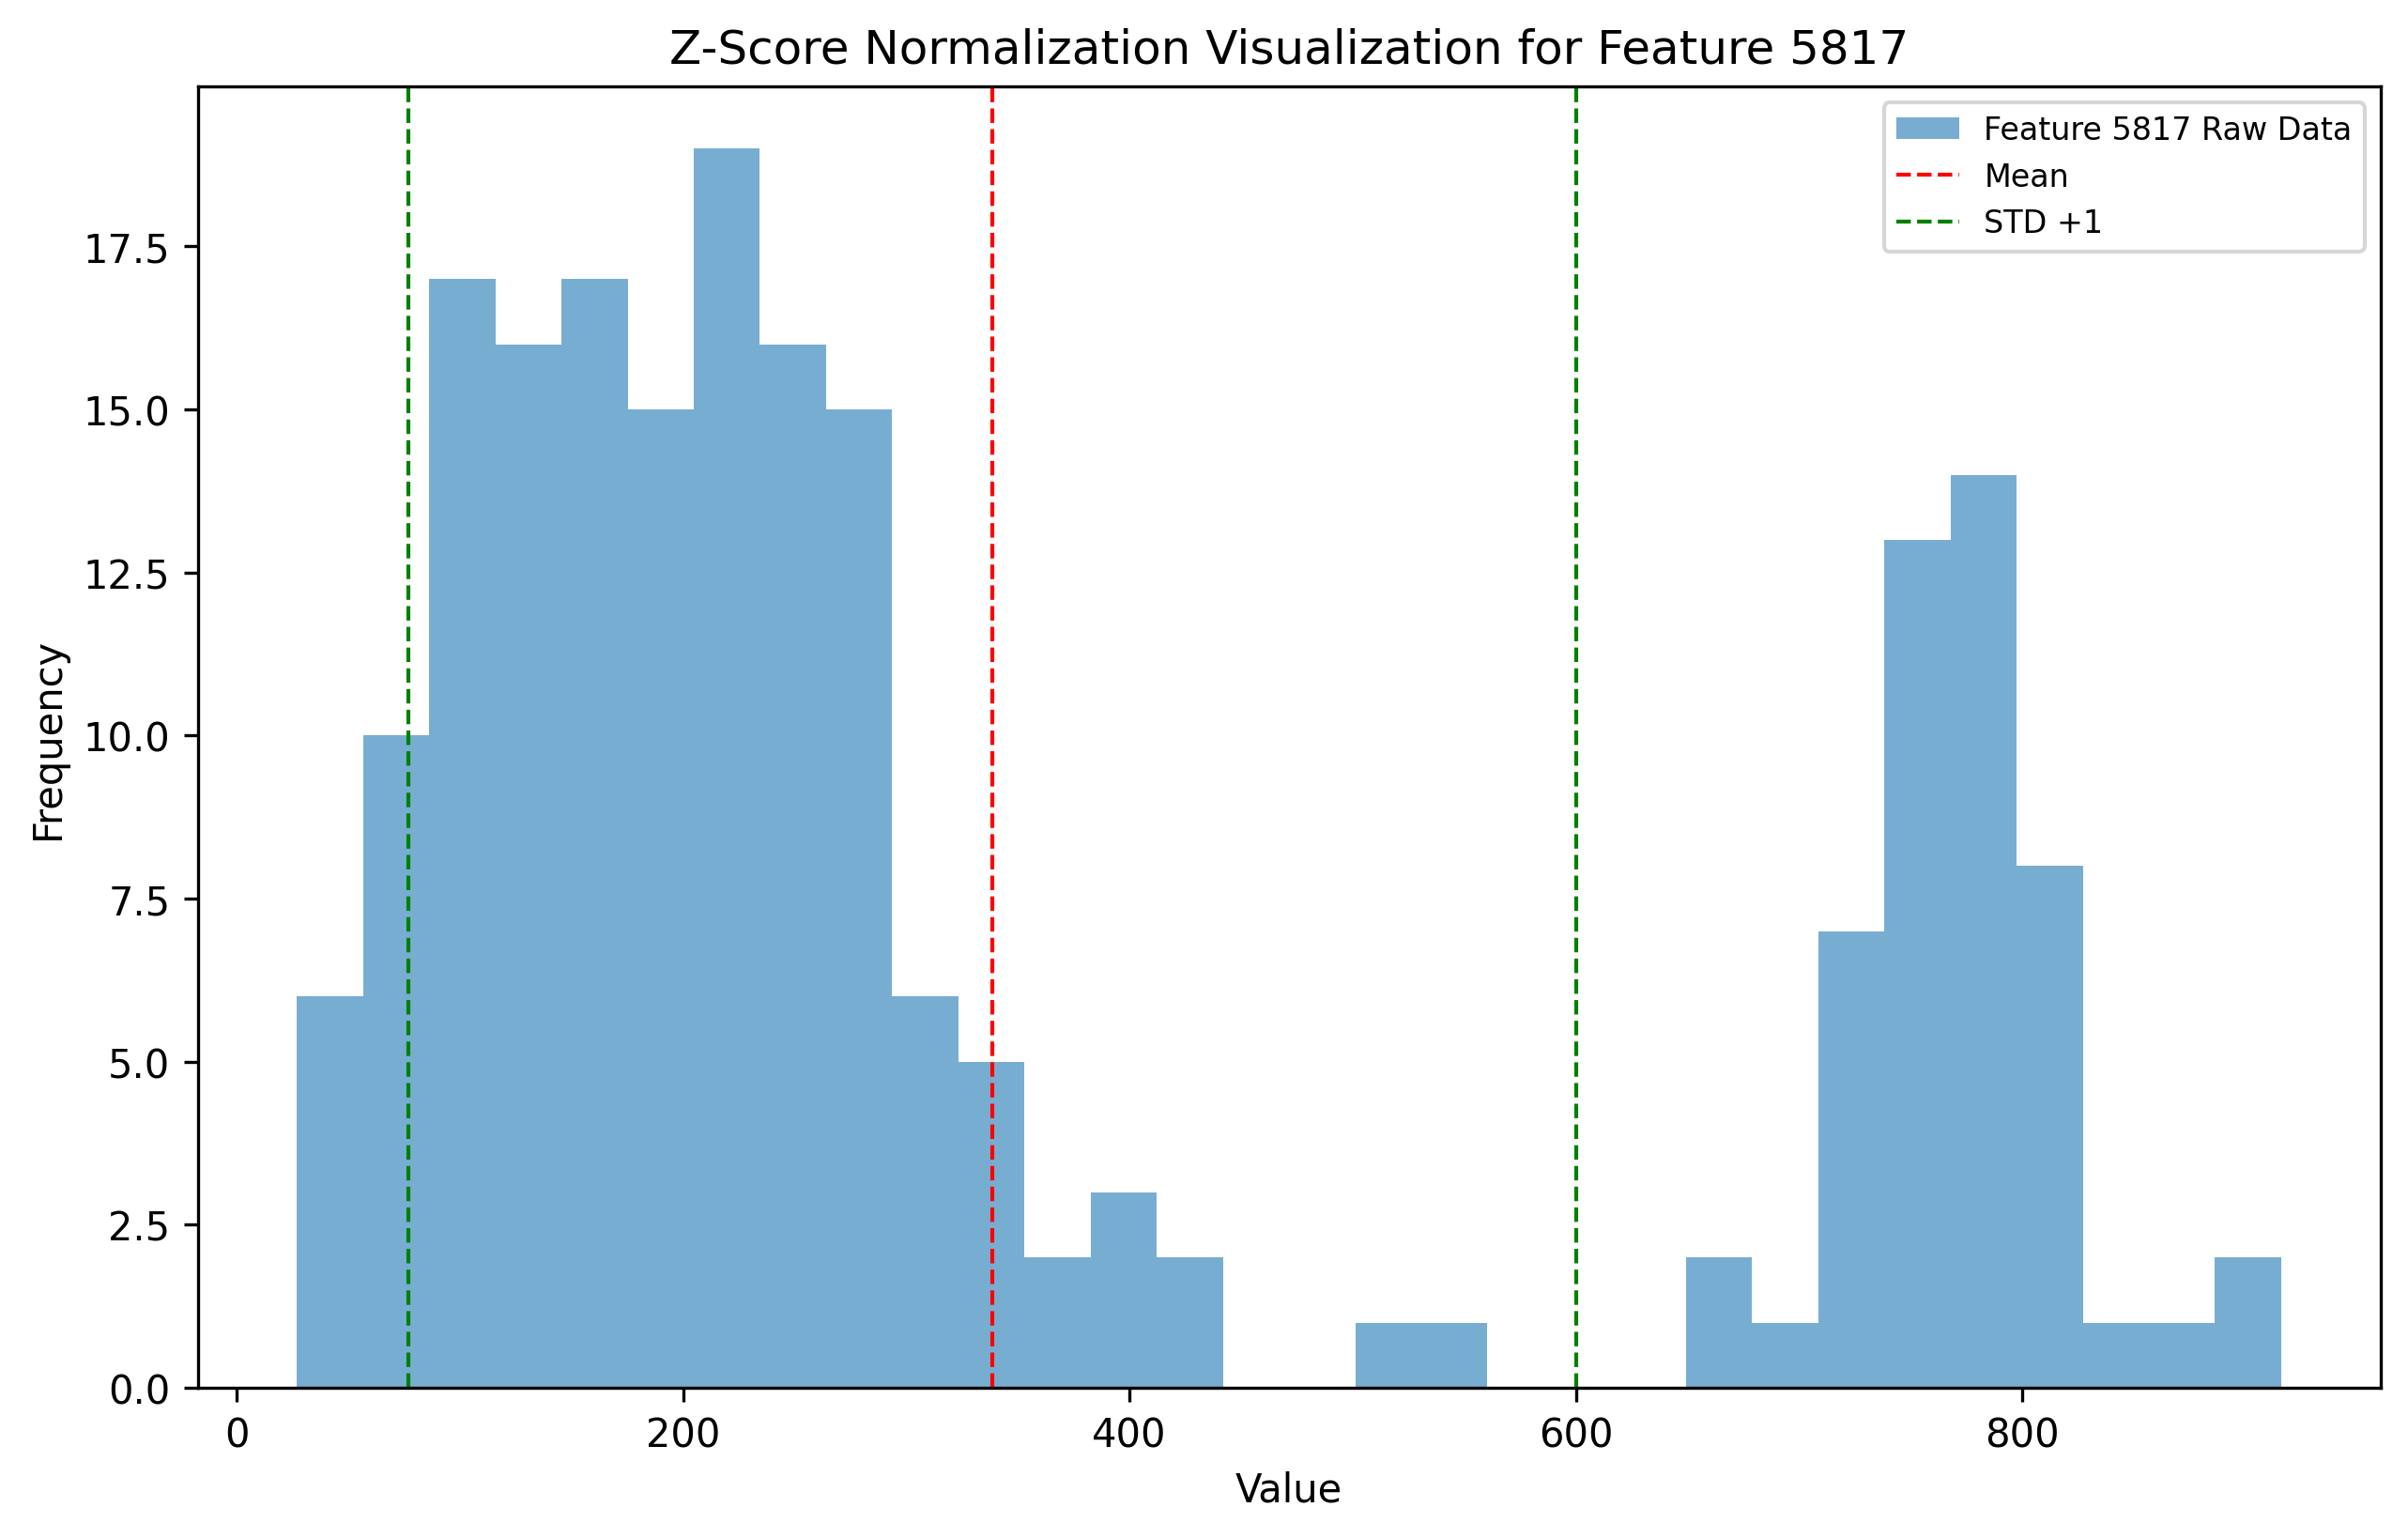 Z-Score Normalization Visualization for Feature 5817
Feature 5817 Raw Data
Mean
STD +1
17.5
15.0
12.5
10.0
7.5
5.0
2.5
0.0
Frequency
0 200 400 600 800
Value